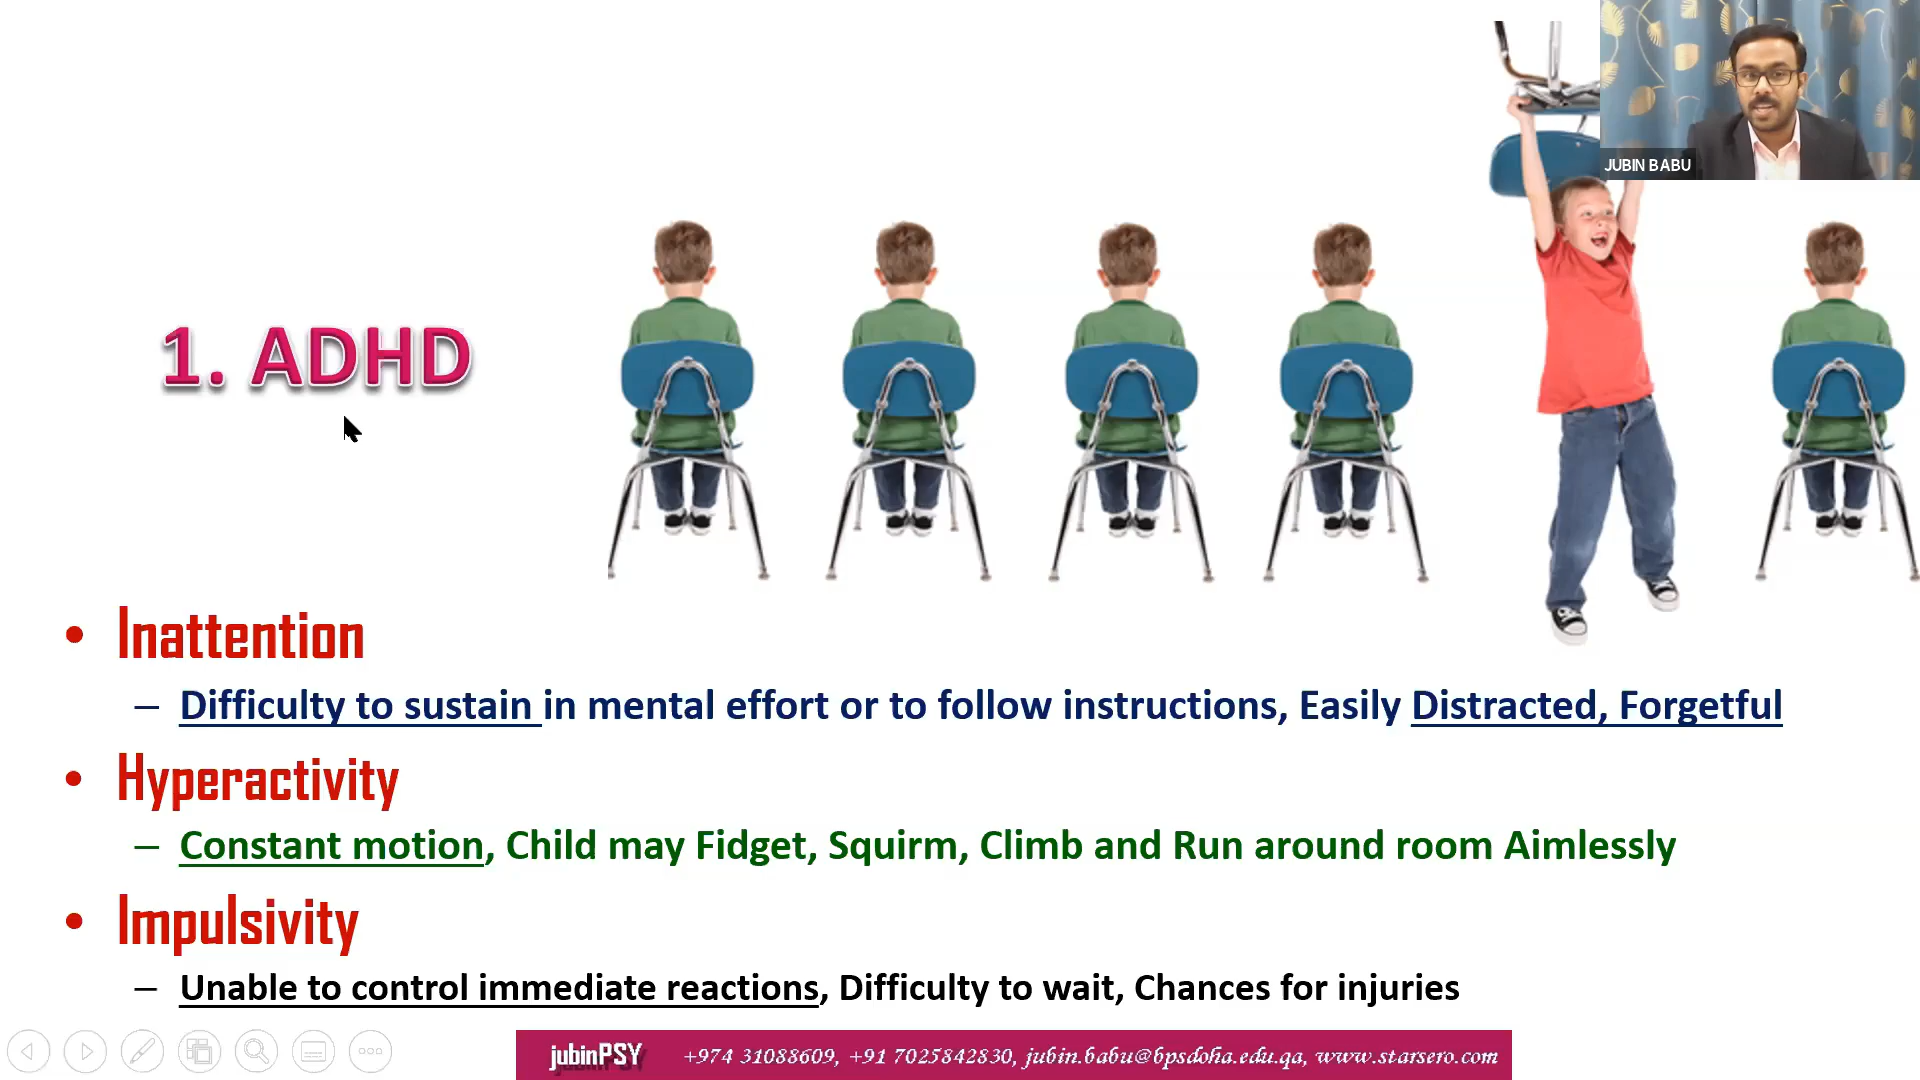 JUBIN BABU
1. ADHD
• Inattention
– Difficulty to sustain in mental effort or to follow instructions, Easily Distracted, Forgetful
• Hyperactivity
– Constant motion, Child may Fidget, Squirm, Climb and Run around room Aimlessly
• Impulsivity
– Unable to control immediate reactions, Difficulty to wait, Chances for injuries
jubinPSY +974 31088609, +91 7025842830, jubin.babu@bpsdoha.edu.qa, www.starsero.com